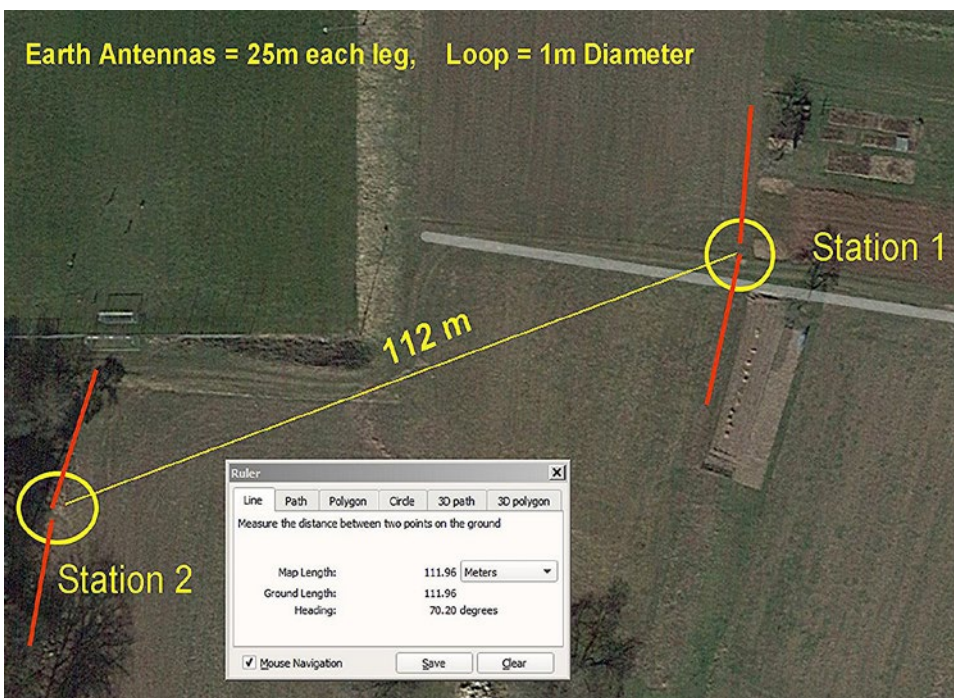 Earth Antennas = 25m each leg,    Loop = 1m Diameter
Station 1
112 m
Station 2
Ruler
Line Path Polygon Circle 3D path 3D polygon
Measure the distance between two points on the ground
Map Length: 111.96 Meters
Ground Length: 111.96
Heading: 70.20 degrees
Mouse Navigation Save Clear